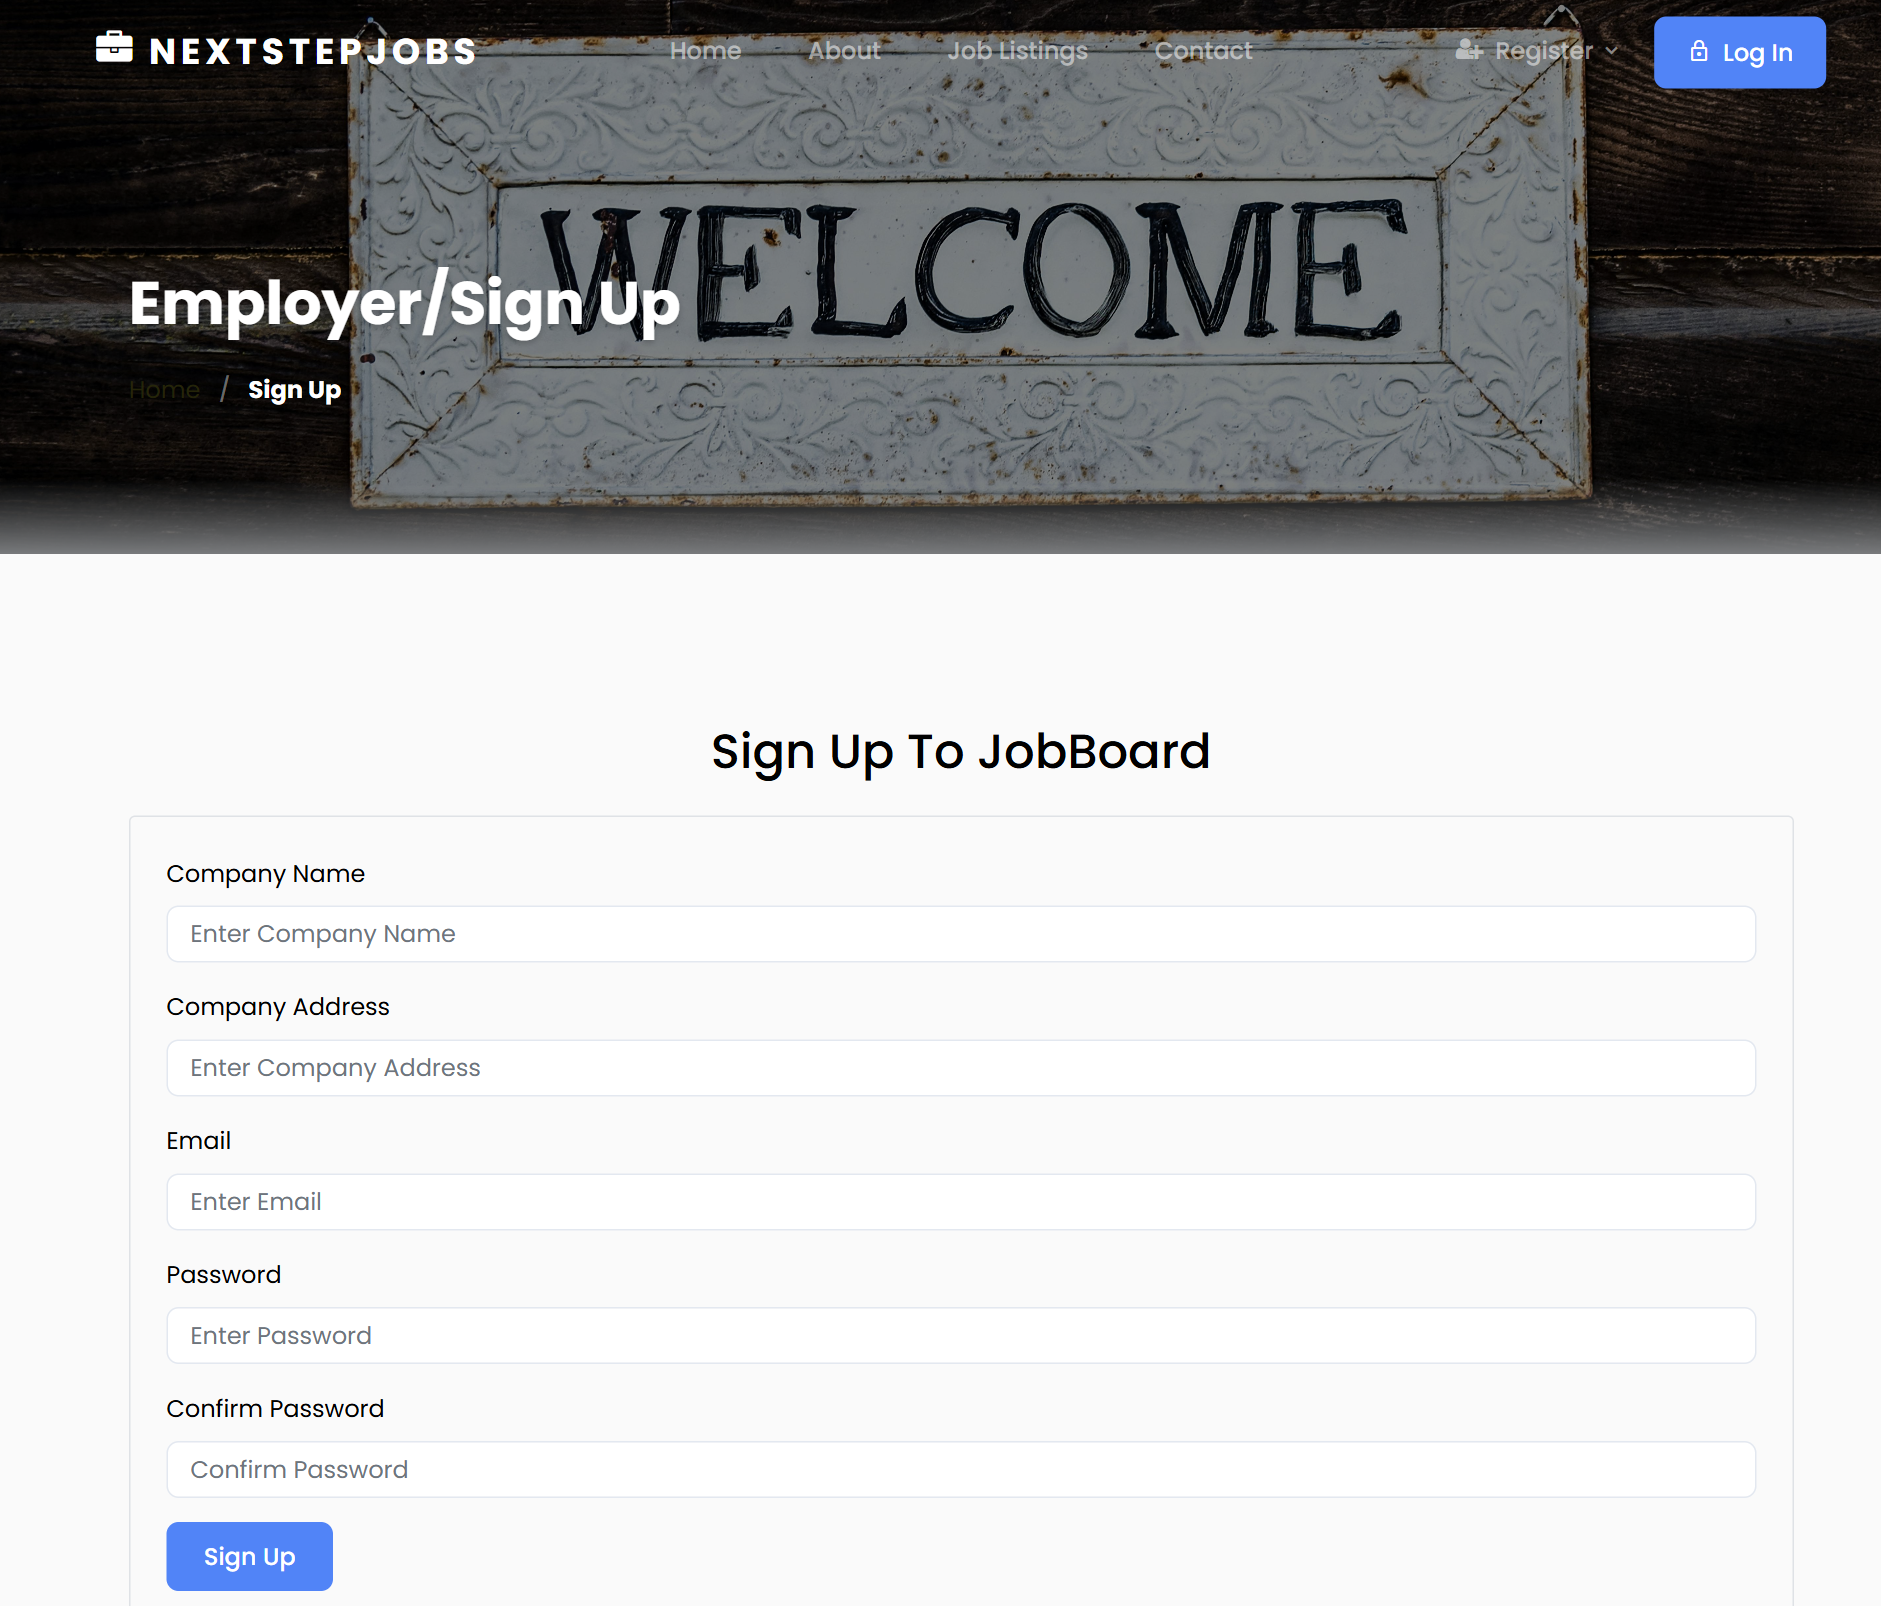 NEXTSTEPJOBS
Home About Job Listings Contact Register Log In
WELCOME
Employer/Sign Up
Home / Sign Up
Sign Up To JobBoard
Company Name
Enter Company Name
Company Address
Enter Company Address
Email
Enter Email
Password
Enter Password
Confirm Password
Confirm Password
Sign Up